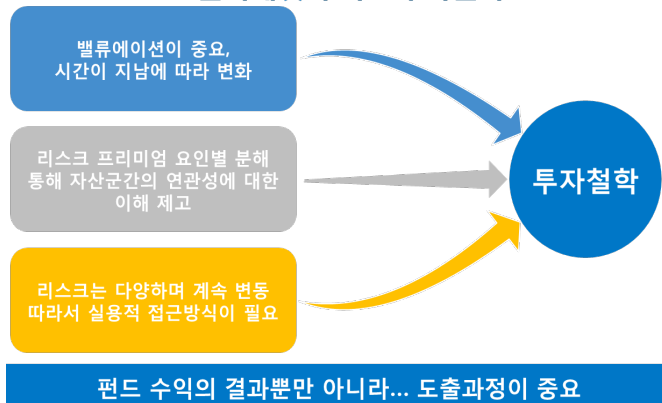 밸류에이션이 중요,
시간이 지남에 따라 변화
리스크 프리미엄 요인별 분해
통해 자산군간의 연관성에 대한
이해 제고
리스크는 다양하며 계속 변동
따라서 실용적 접근방식이 필요
투자철학
펀드 수익의 결과뿐만 아니라... 도출과정이 중요